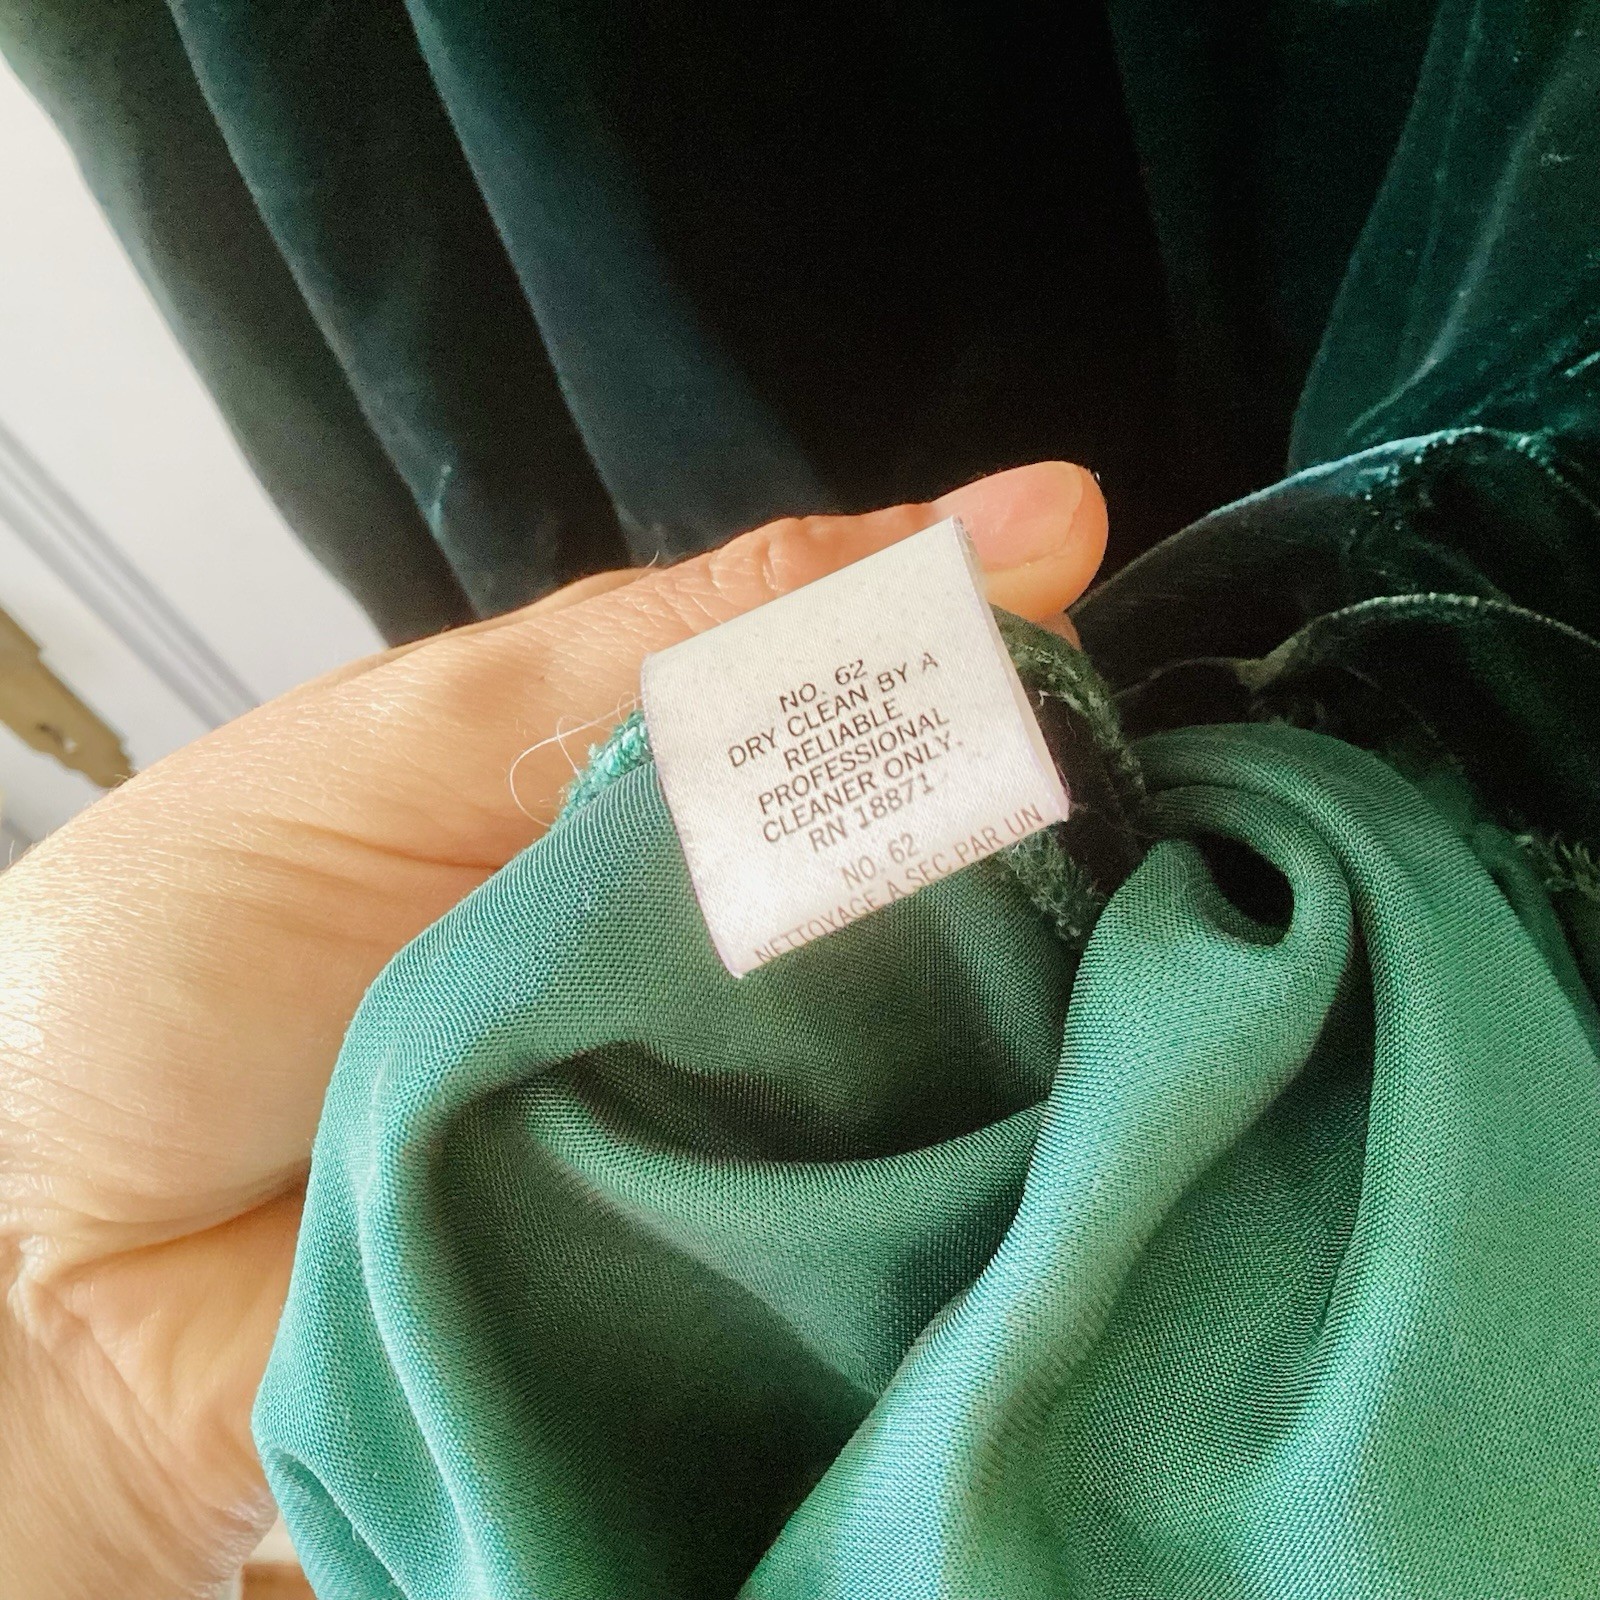 NO. 62
DRY CLEAN BY A
RELIABLE
PROFESSIONAL
CLEANER ONLY.
RN 18871
NO. 62
NETTOYAGE A SEC PAR UN